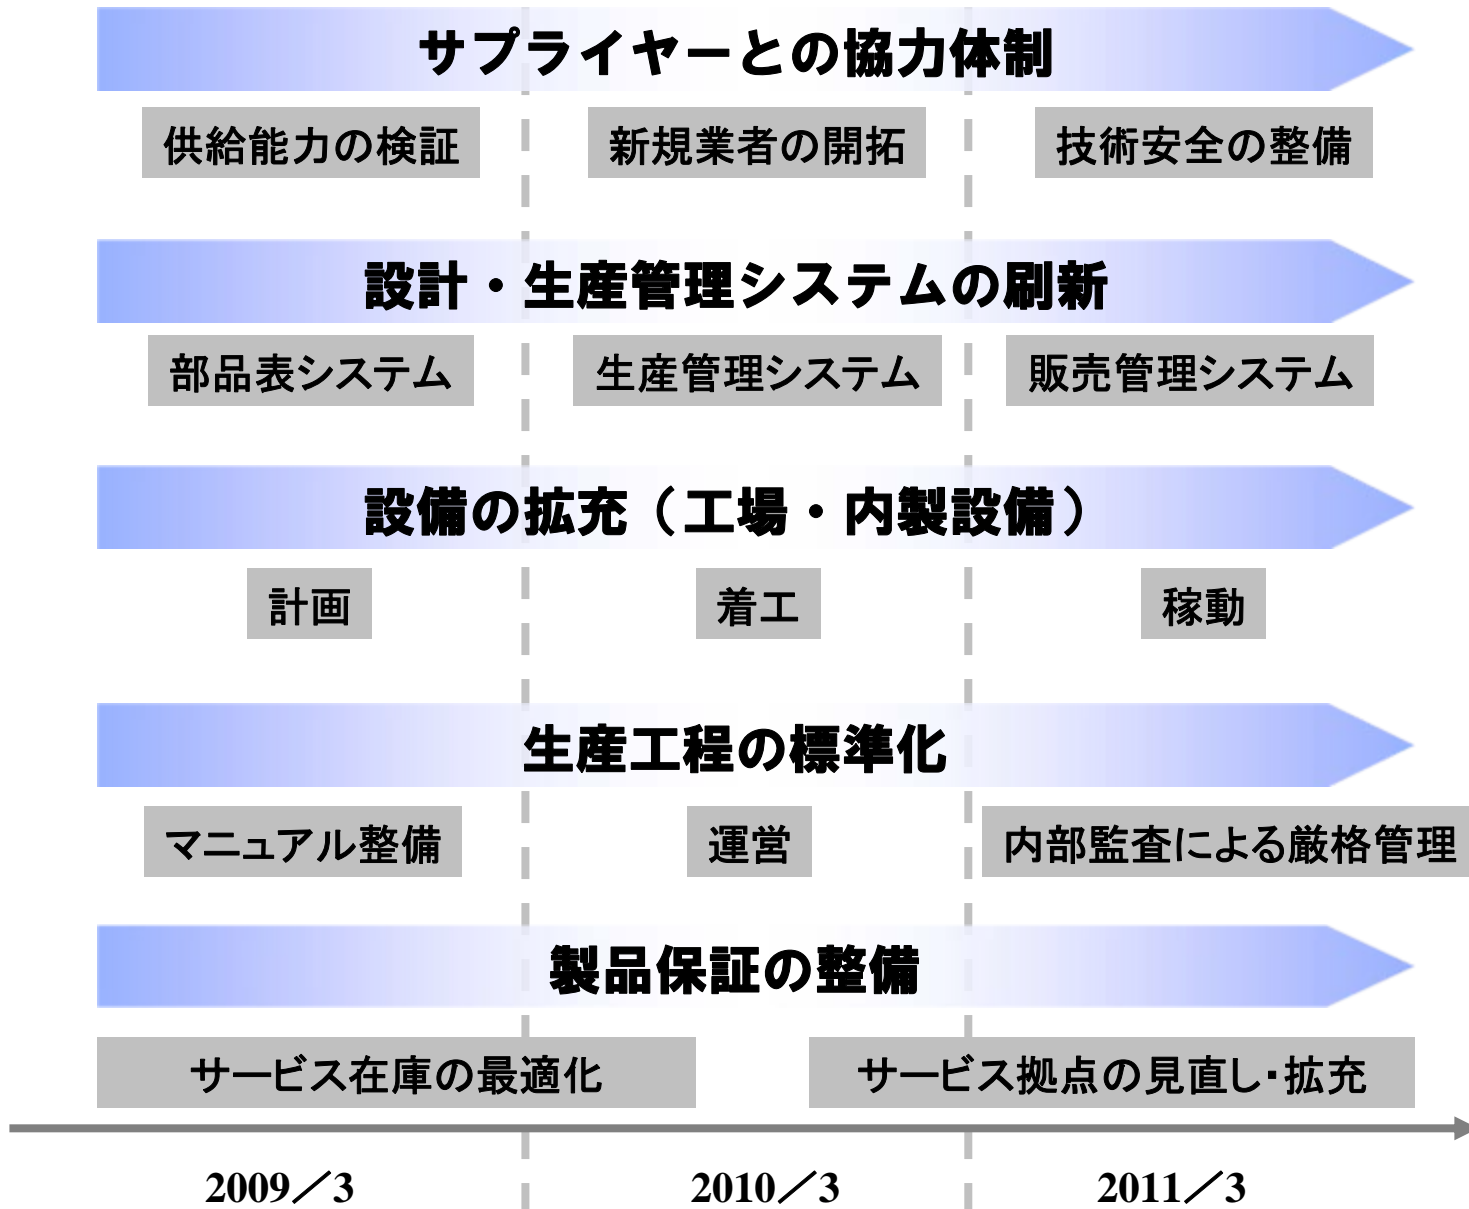 サプライヤーとの協力体制
供給能力の検証 新規業者の開拓 技術安全の整備
設計・生産管理システムの刷新
部品表システム 生産管理システム 販売管理システム
設備の拡充（工場・内製設備）
計画 着工 稼動
生産工程の標準化
マニュアル整備 運営 内部監査による厳格管理
製品保証の整備
サービス在庫の最適化 サービス拠点の見直し・拡充
2009／3 2010／3 2011／3